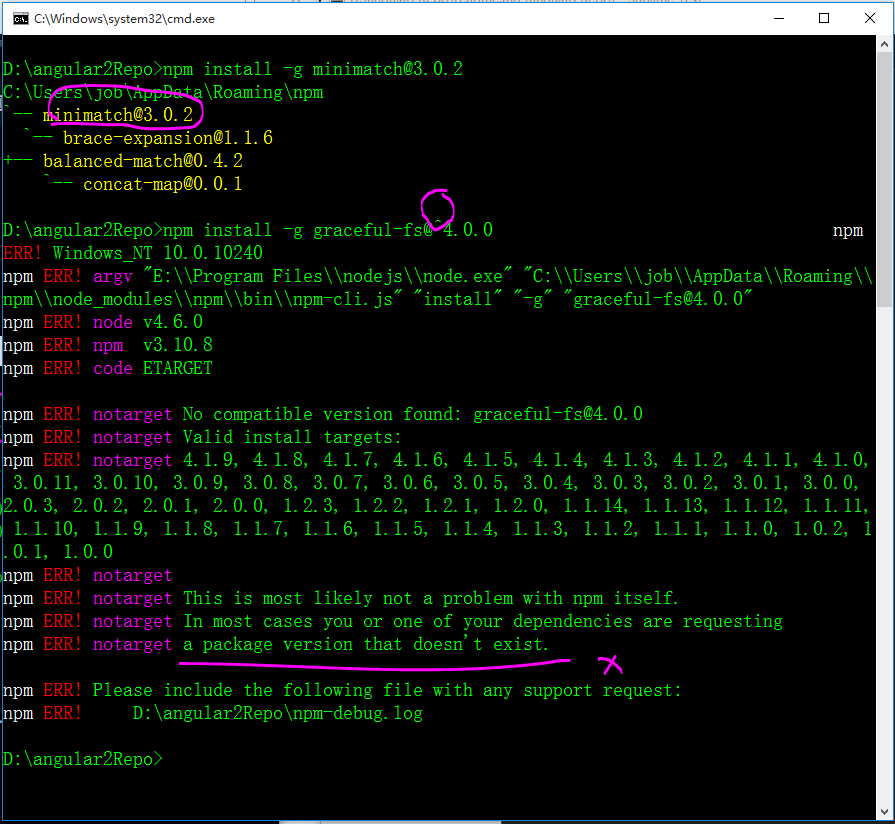 C:\Windows\system32\cmd.exe
D:\angular2Repo>npm install -g minimatch@3.0.2
C:\Users\job\AppData\Roaming\npm
`-- minimatch@3.0.2
`-- brace-expansion@1.1.6
+-- balanced-match@0.4.2
`-- concat-map@0.0.1
D:\angular2Repo>npm install -g graceful-fs@^4.0.0 npm
ERR! Windows_NT 10.0.10240
npm ERR! argv "E:\\Program Files\\nodejs\\node.exe" "C:\\Users\\job\\AppData\\Roaming\\
npm\\node_modules\\npm\\bin\\npm-cli.js" "install" "-g" "graceful-fs@4.0.0"
npm ERR! node v4.6.0
npm ERR! npm  v3.10.8
npm ERR! code ETARGET
npm ERR! notarget No compatible version found: graceful-fs@4.0.0
npm ERR! notarget Valid install targets:
npm ERR! notarget 4.1.9, 4.1.8, 4.1.7, 4.1.6, 4.1.5, 4.1.4, 4.1.3, 4.1.2, 4.1.1, 4.1.0,
3.0.11, 3.0.10, 3.0.9, 3.0.8, 3.0.7, 3.0.6, 3.0.5, 3.0.4, 3.0.3, 3.0.2, 3.0.1, 3.0.0,
2.0.3, 2.0.2, 2.0.1, 2.0.0, 1.2.3, 1.2.2, 1.2.1, 1.2.0, 1.1.14, 1.1.13, 1.1.12, 1.1.11,
1.1.10, 1.1.9, 1.1.8, 1.1.7, 1.1.6, 1.1.5, 1.1.4, 1.1.3, 1.1.2, 1.1.1, 1.1.0, 1.0.2, 1
.0.1, 1.0.0
npm ERR! notarget
npm ERR! notarget This is most likely not a problem with npm itself.
npm ERR! notarget In most cases you or one of your dependencies are requesting
npm ERR! notarget a package version that doesn't exist.
npm ERR! Please include the following file with any support request:
npm ERR!     D:\angular2Repo\npm-debug.log
D:\angular2Repo>